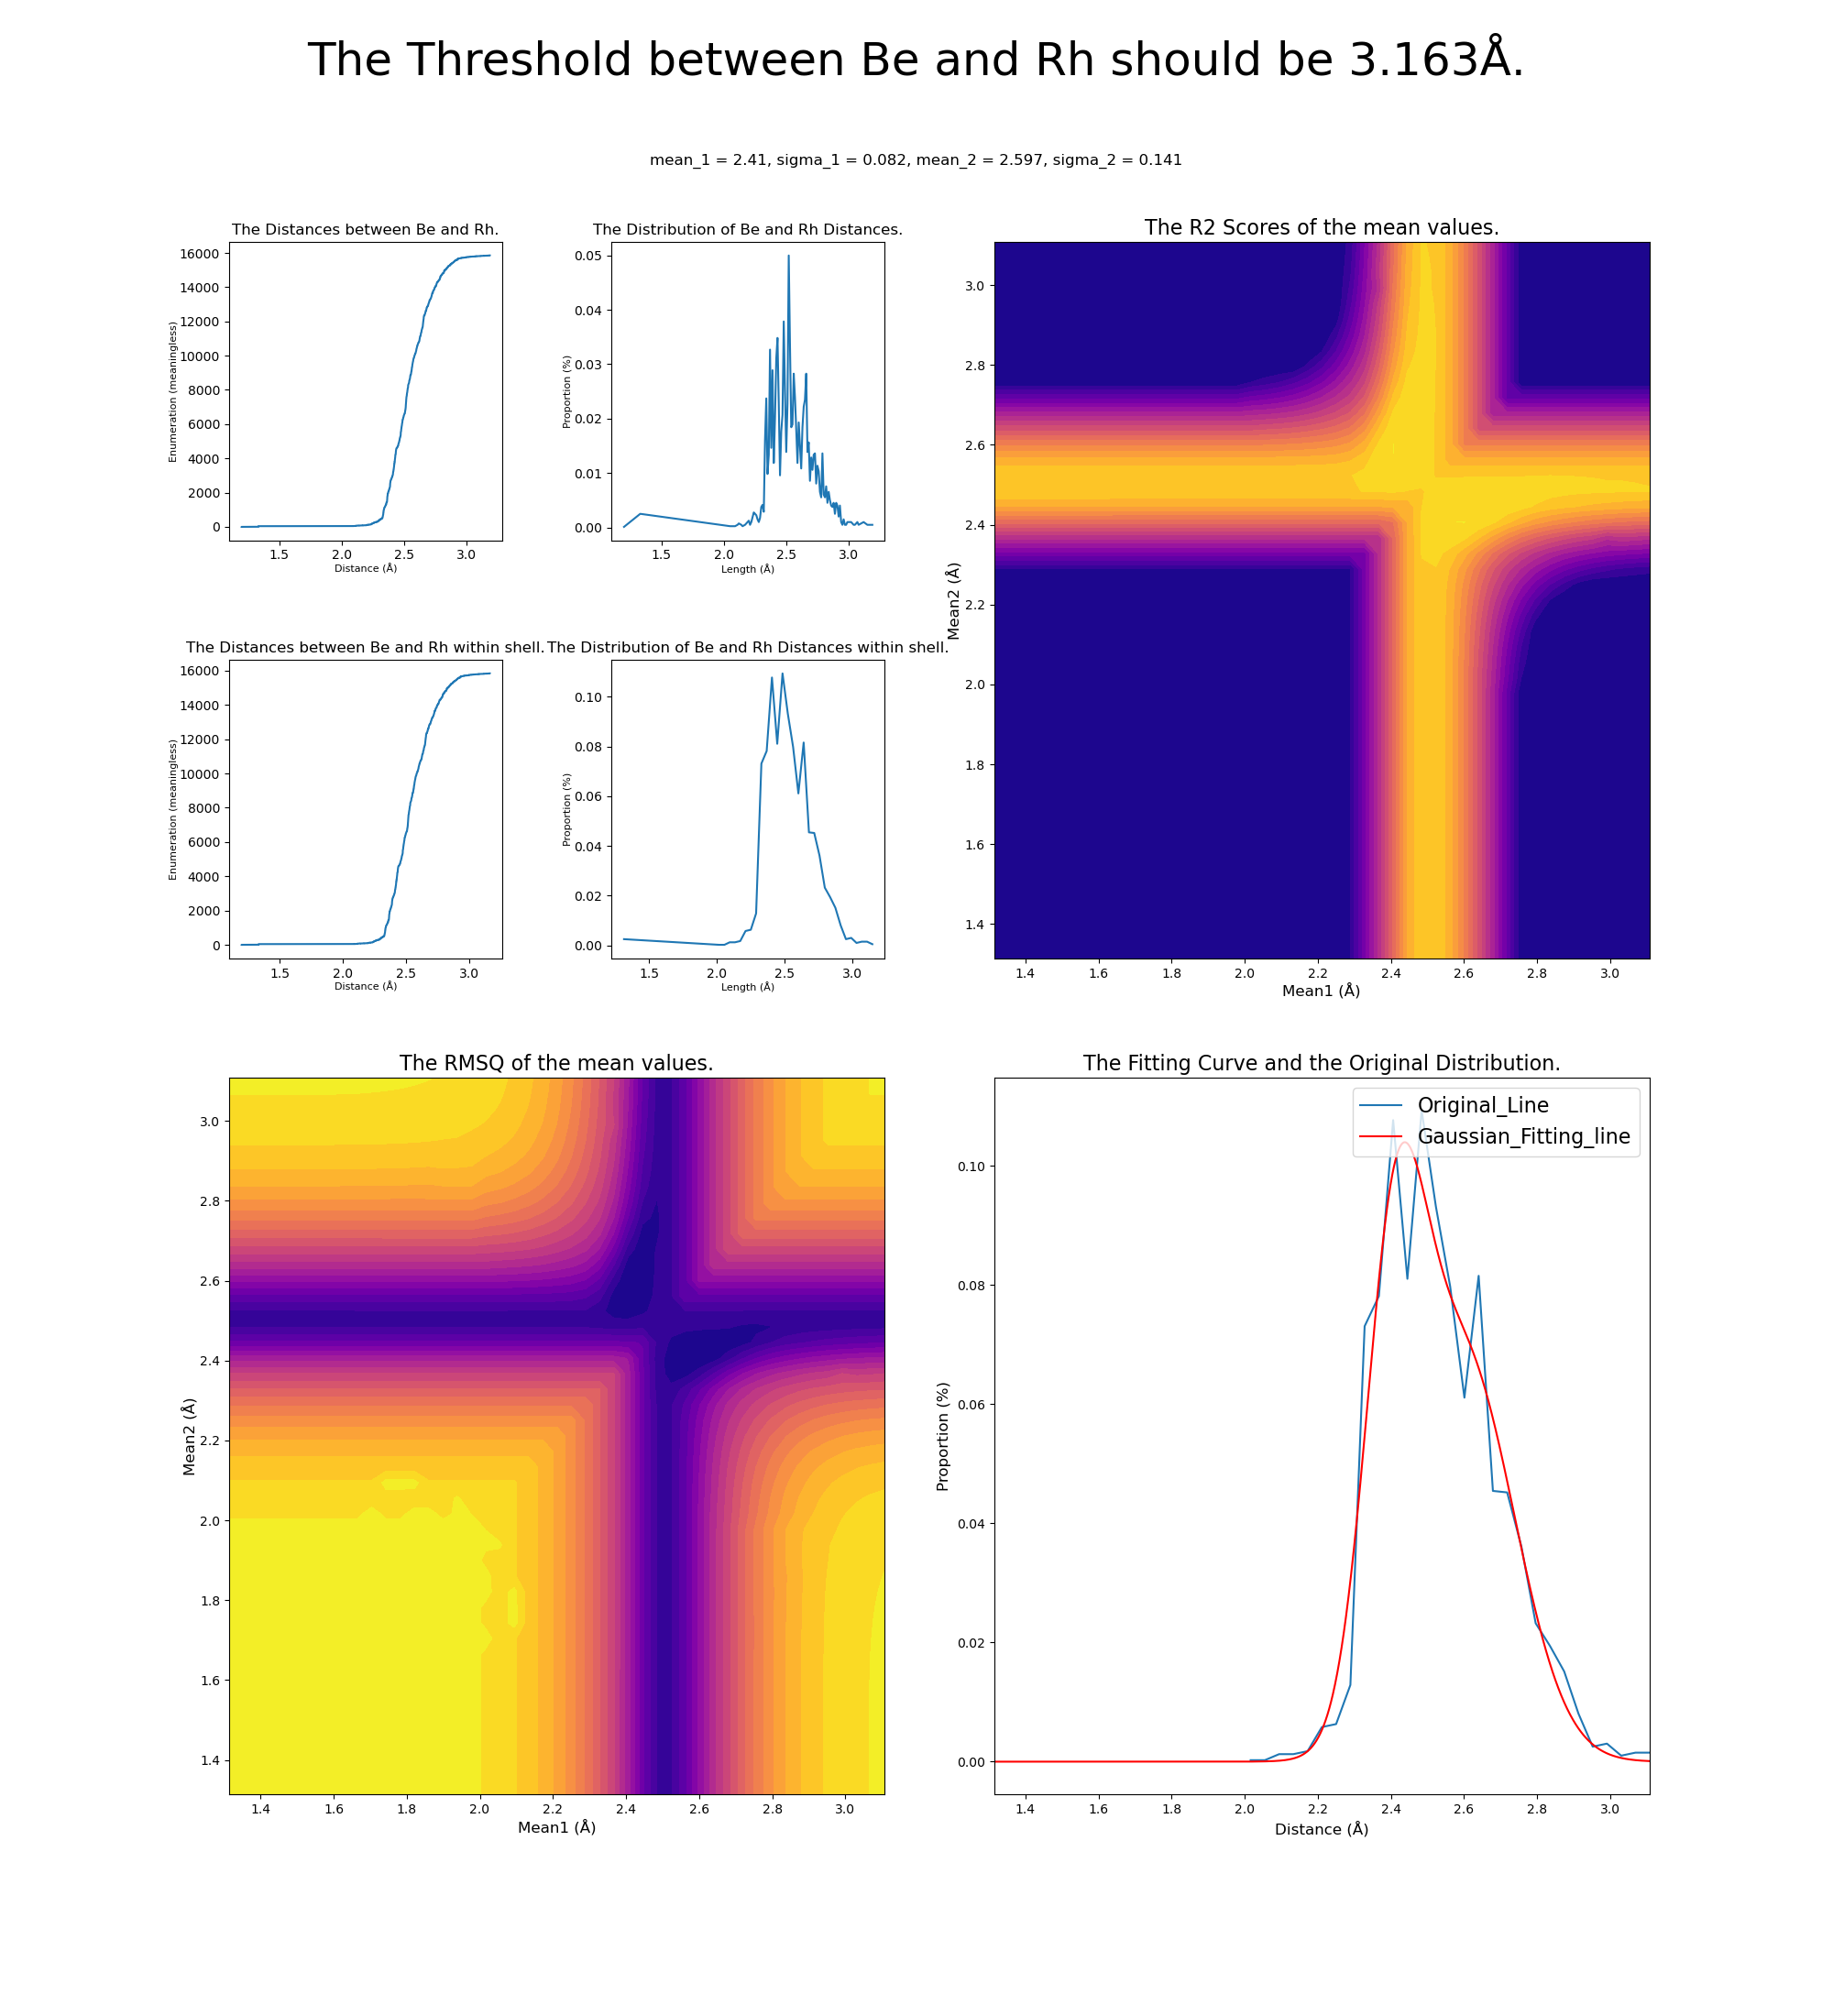 The Threshold between Be and Rh should be 3.163Å.
mean_1 = 2.41, sigma_1 = 0.082, mean_2 = 2.597, sigma_2 = 0.141
The Distances between Be and Rh.
Enumeration (meaningless)
16000
14000
12000
10000
8000
6000
4000
2000
0
1.5 2.0 2.5 3.0
Distance (Å)
The Distribution of Be and Rh Distances.
Proportion (%)
0.05
0.04
0.03
0.02
0.01
0.00
1.5 2.0 2.5 3.0
Length (Å)
The R2 Scores of the mean values.
Mean2 (Å)
3.0
2.8
2.6
2.4
2.2
2.0
1.8
1.6
1.4
1.4 1.6 1.8 2.0 2.2 2.4 2.6 2.8 3.0
Mean1 (Å)
The Distances between Be and Rh within shell.
Enumeration (meaningless)
16000
14000
12000
10000
8000
6000
4000
2000
0
1.5 2.0 2.5 3.0
Distance (Å)
The Distribution of Be and Rh Distances within shell.
Proportion (%)
0.10
0.08
0.06
0.04
0.02
0.00
1.5 2.0 2.5 3.0
Length (Å)
The RMSQ of the mean values.
Mean2 (Å)
3.0
2.8
2.6
2.4
2.2
2.0
1.8
1.6
1.4
1.4 1.6 1.8 2.0 2.2 2.4 2.6 2.8 3.0
Mean1 (Å)
The Fitting Curve and the Original Distribution.
Original_Line
Gaussian_Fitting_line
Proportion (%)
0.10
0.08
0.06
0.04
0.02
0.00
1.4 1.6 1.8 2.0 2.2 2.4 2.6 2.8 3.0
Distance (Å)